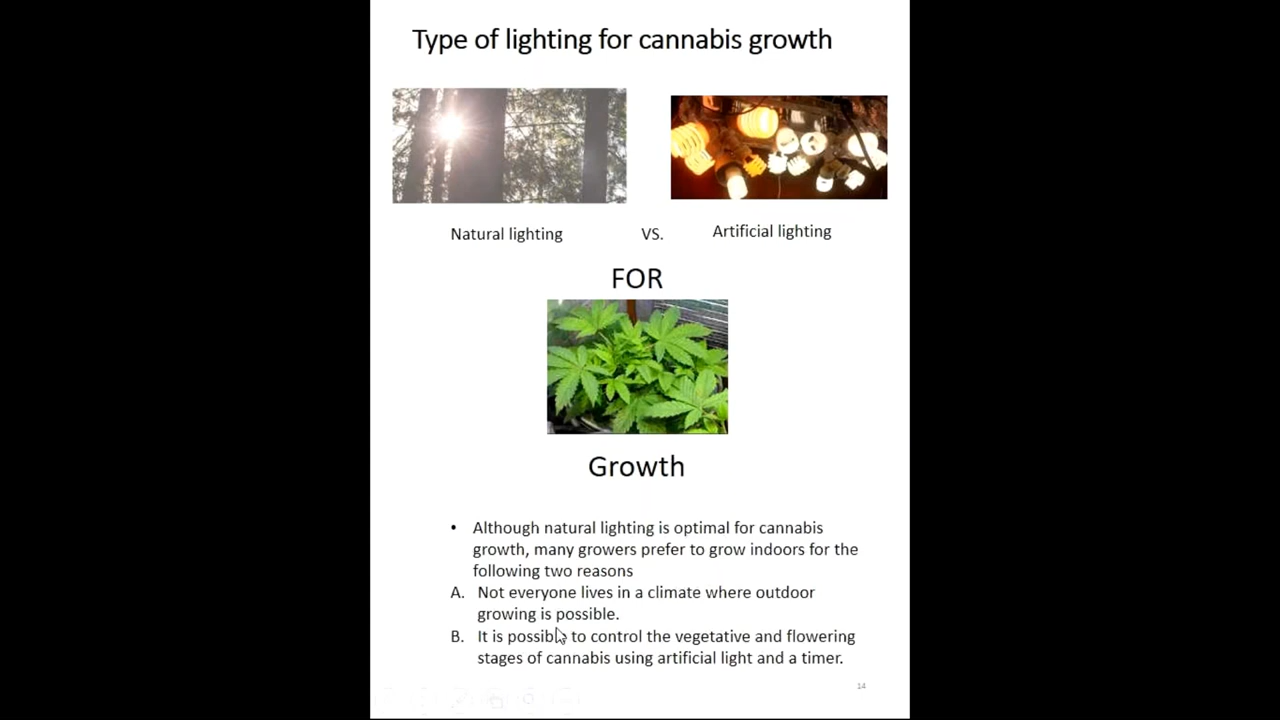 Type of lighting for cannabis growth
Natural lighting VS. Artificial lighting
FOR
Growth
• Although natural lighting is optimal for cannabis
growth, many growers prefer to grow indoors for the
following two reasons
A. Not everyone lives in a climate where outdoor
growing is possible.
B. It is possible to control the vegetative and flowering
stages of cannabis using artificial light and a timer.
14